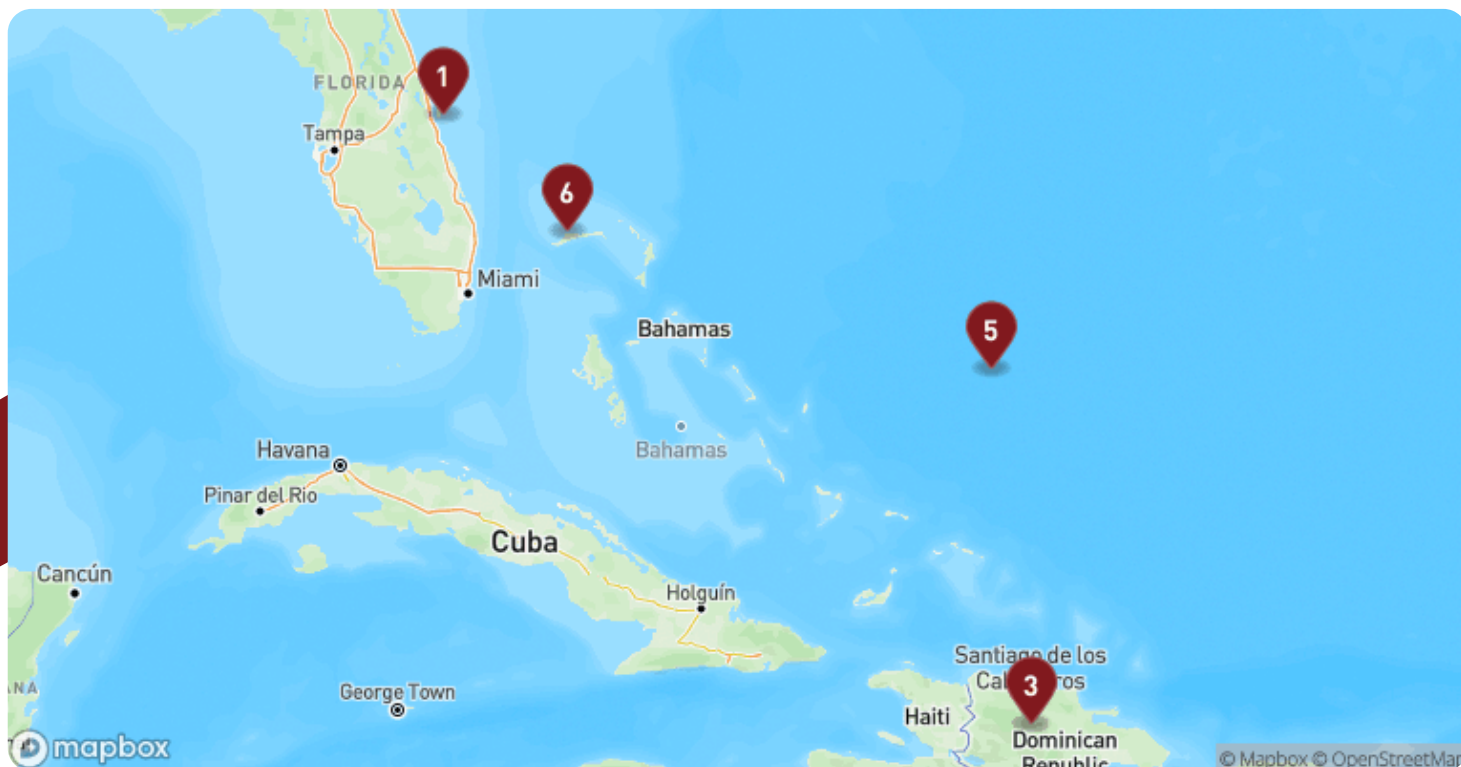 1
FLORIDA
Tampa
6
Miami
5
Bahamas
Bahamas
Havana
Pinar del Rio
Cuba
Cancún
Holguín
Santiago de los
3
George Town
Haiti
Dominican
Republic
mapbox
© Mapbox © OpenStreetMap